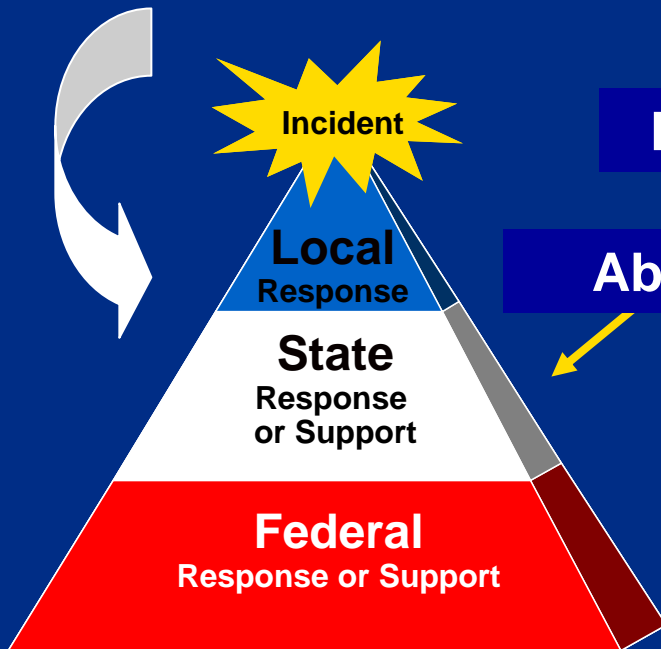 Incident
Local
Response
State
Response
or Support
Federal
Response or Support